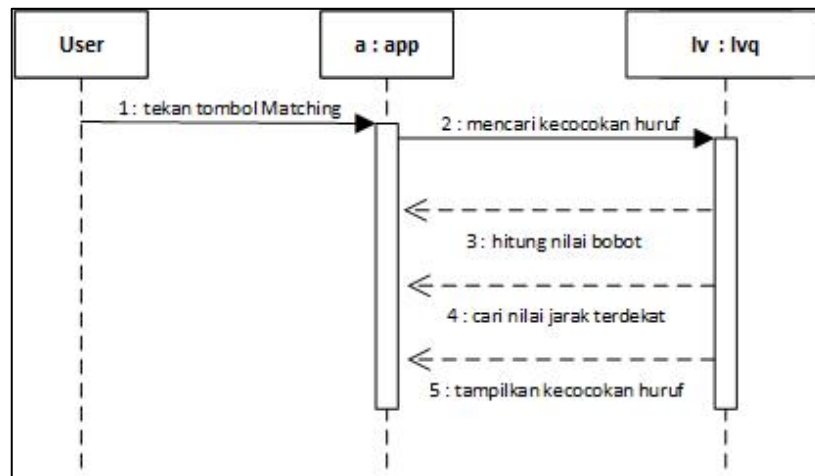 User
a : app
lv : lvq
1 : tekan tombol Matching
2 : mencari kecocokan huruf
3 : hitung nilai bobot
4 : cari nilai jarak terdekat
5 : tampilkan kecocokan huruf